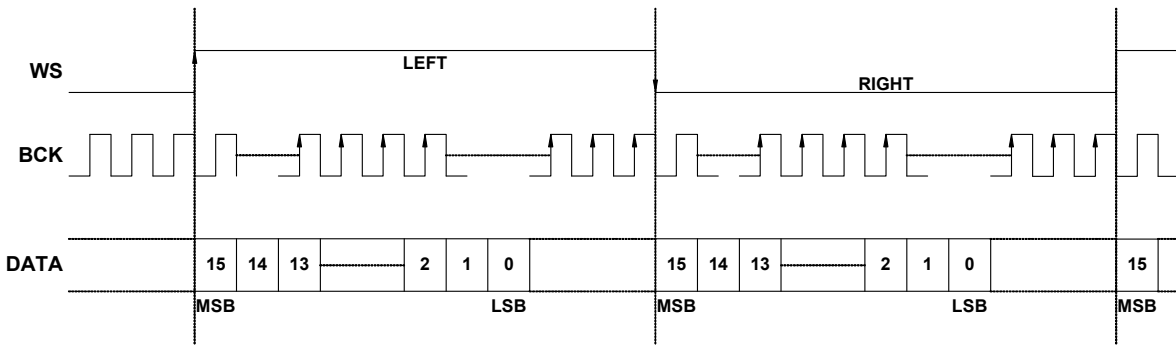 WS LEFT RIGHT
BCK
DATA 15 14 13 2 1 0 15 14 13 2 1 0 15
MSB LSB MSB LSB MSB